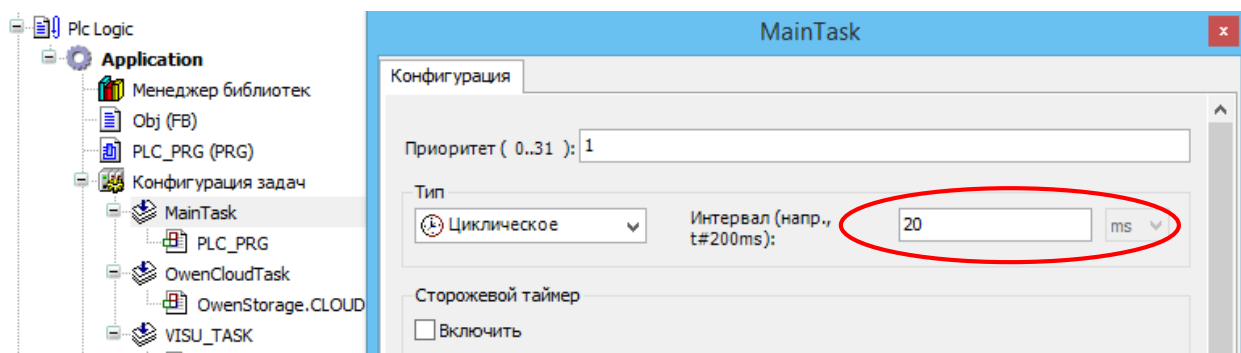 Plc Logic
Application
Менеджер библиотек
Obj (FB)
PLC_PRG (PRG)
Конфигурация задач
MainTask
PLC_PRG
OwenCloudTask
OwenStorage.CLOUD
VISU_TASK
MainTask
x
Конфигурация
Приоритет ( 0..31 ): 1
Тип
Циклическое
Интервал (напр.,
t#200ms):
20
ms
Сторожевой таймер
Включить